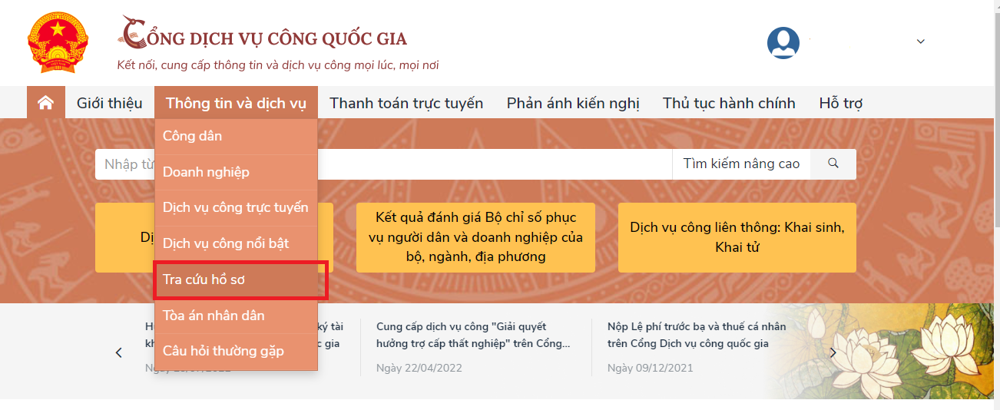 CỔNG DỊCH VỤ CÔNG QUỐC GIA
Kết nối, cung cấp thông tin và dịch vụ công mọi lúc, mọi nơi
Giới thiệu Thông tin và dịch vụ Thanh toán trực tuyến Phản ánh kiến nghị Thủ tục hành chính Hỗ trợ
Công dân
Doanh nghiệp
Dịch vụ công trực tuyến
Dịch vụ công nổi bật
Tra cứu hồ sơ
Tòa án nhân dân
Câu hỏi thường gặp
Nhập từ
Tìm kiếm nâng cao
Kết quả đánh giá Bộ chỉ số phục
vụ người dân và doanh nghiệp của
bộ, ngành, địa phương
Dịch vụ công liên thông: Khai sinh,
Khai tử
ký tài
gia
Cung cấp dịch vụ công "Giải quyết
hưởng trợ cấp thất nghiệp" trên Cổng...
Ngày 22/04/2022
Nộp Lệ phí trước bạ và thuế cá nhân
trên Cổng Dịch vụ công quốc gia
Ngày 09/12/2021